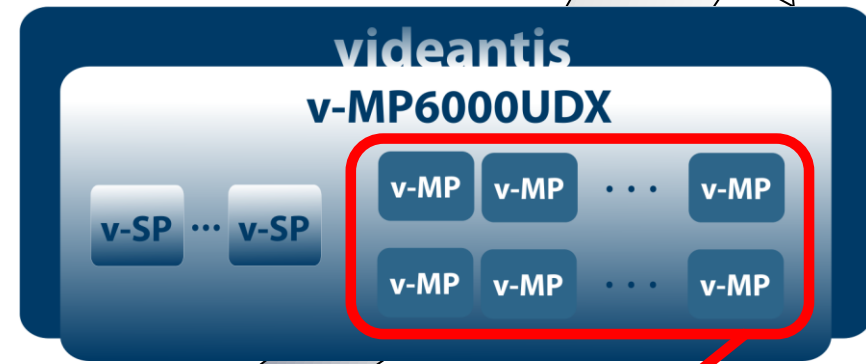 videantis
v-MP6000UDX
v-MP v-MP ... v-MP
v-SP ... v-SP
v-MP v-MP ... v-MP